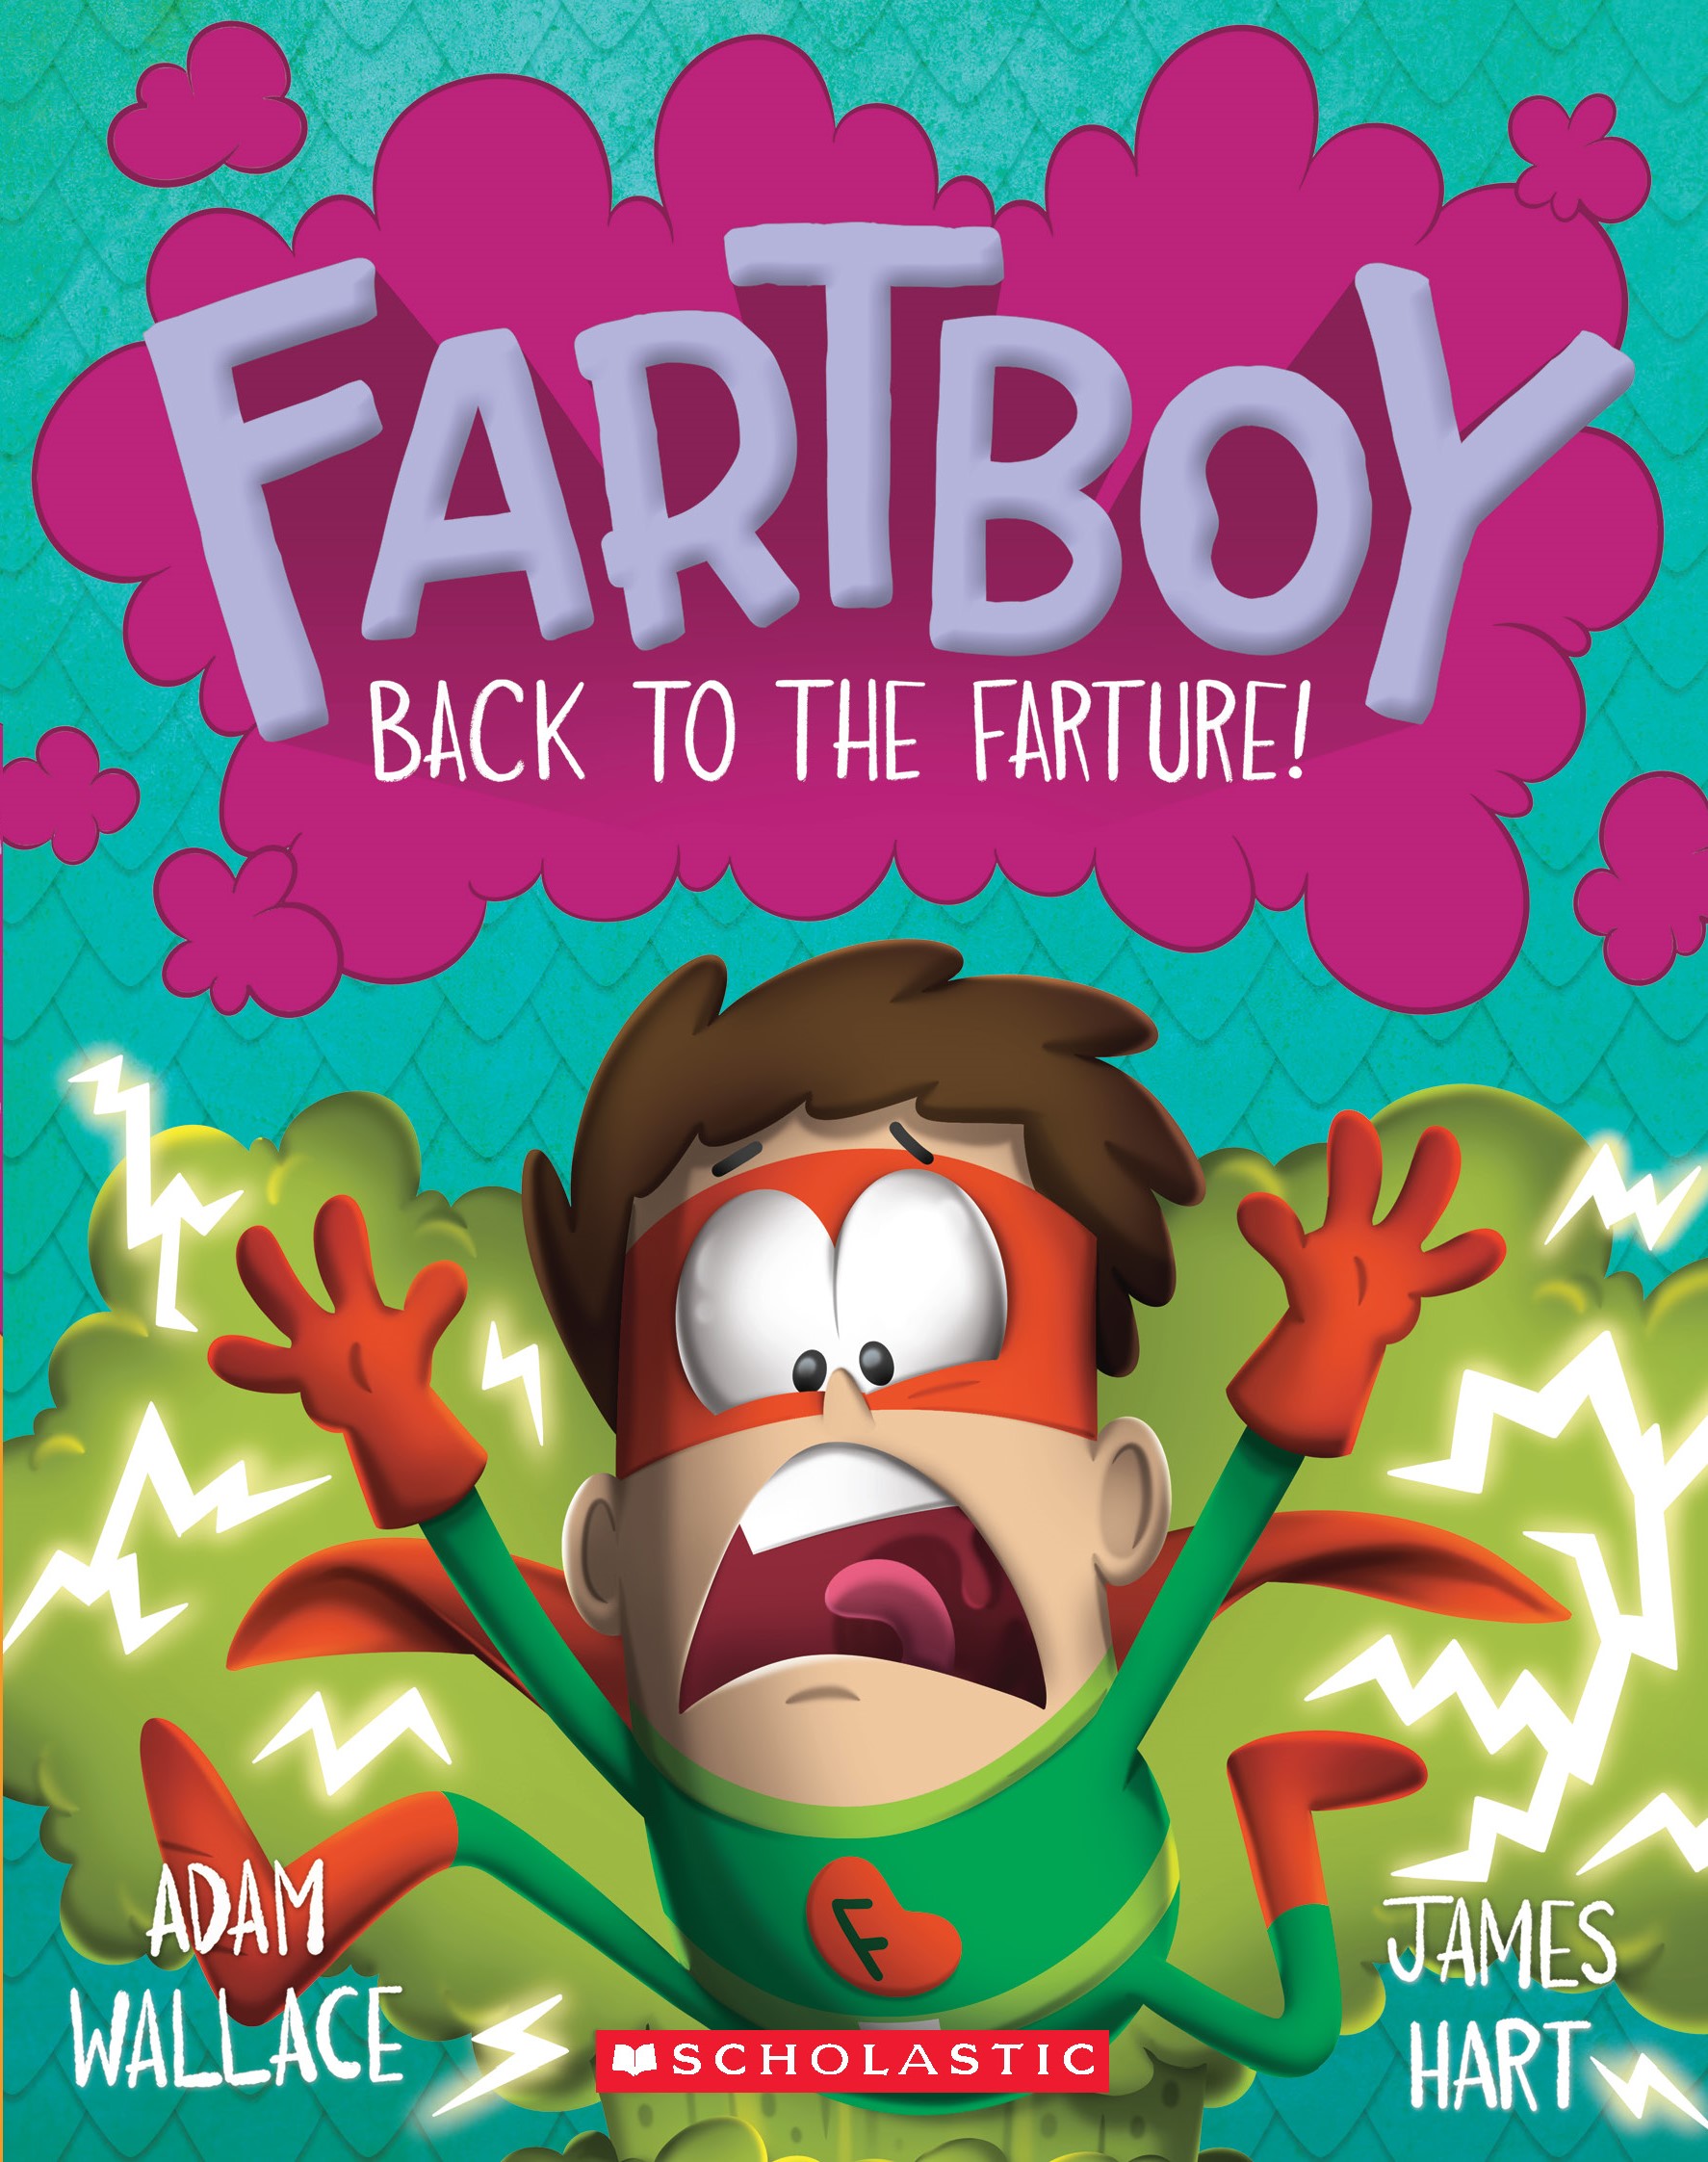 FARTBOY
BACK TO THE FARTURE!
F
ADAM
WALLACE
JAMES
HART
SCHOLASTIC